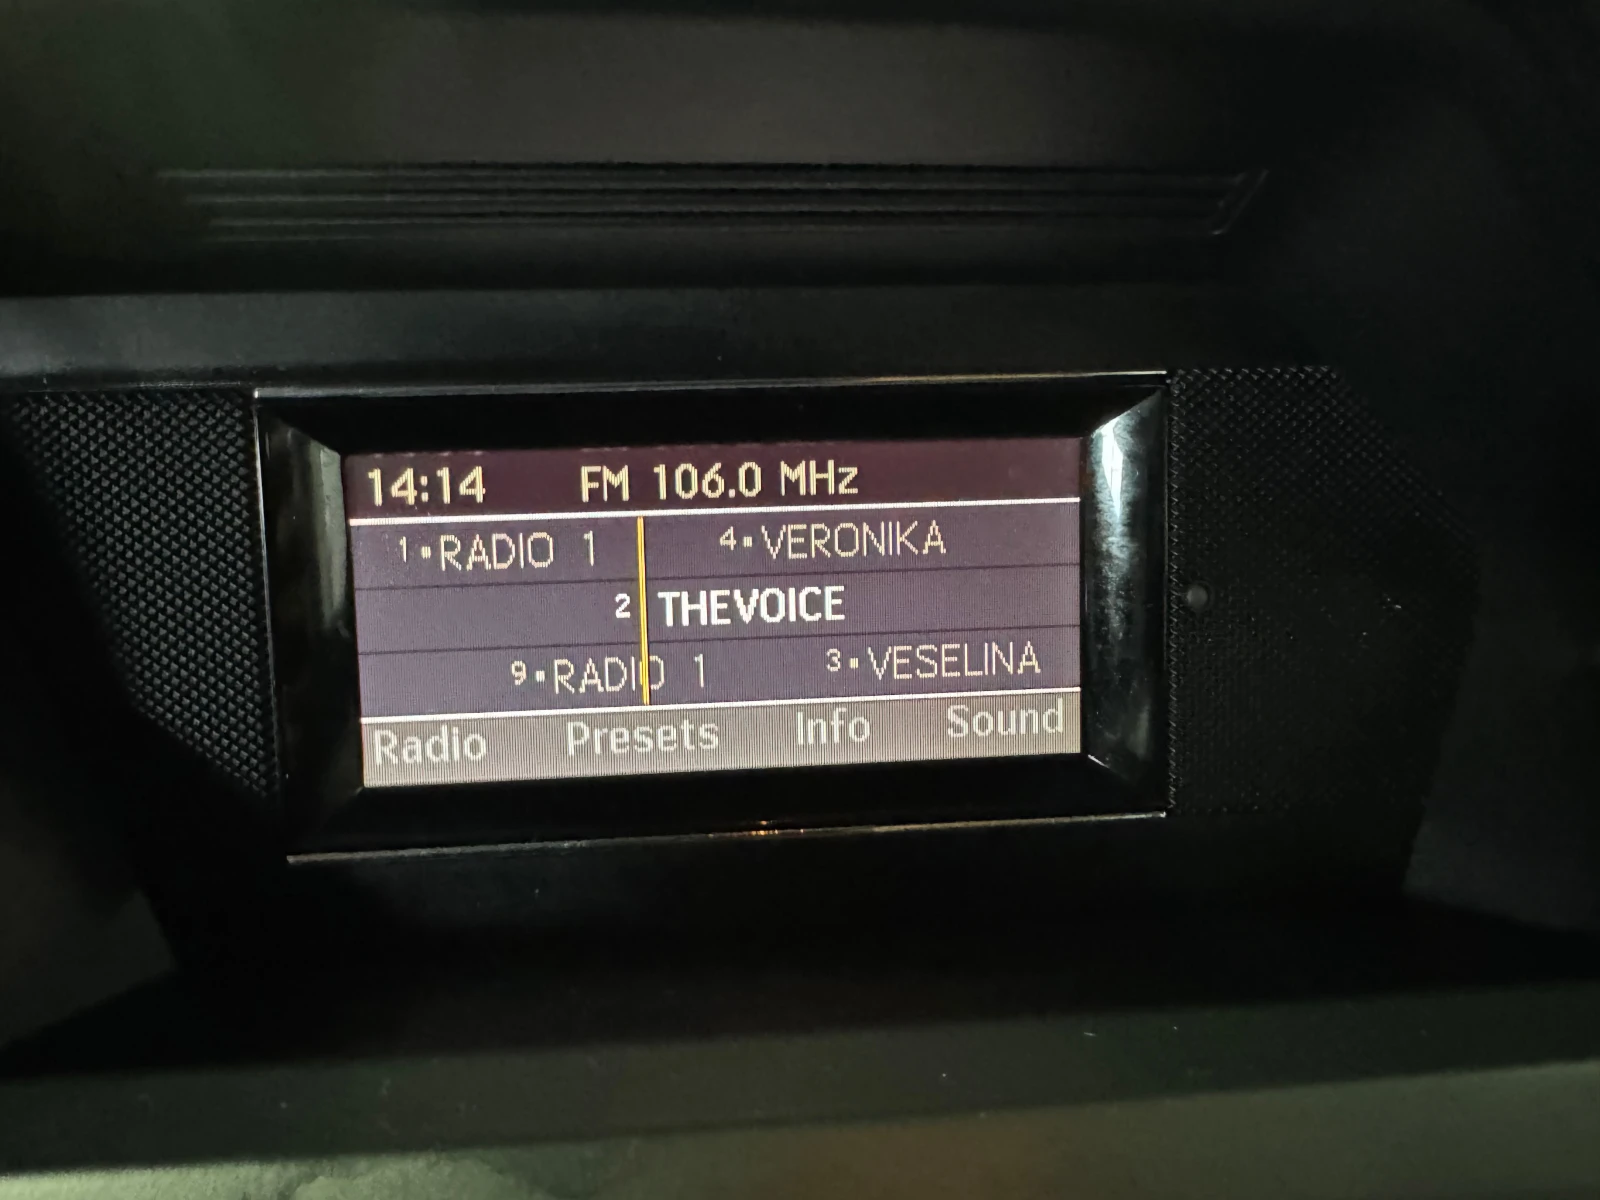 14:14 FM 106.0 MHz
1 RADIO 1 4 VERONIKA
2 THEVOICE
9 RADIO 1 3 VESELINA
Radio Presets Info Sound